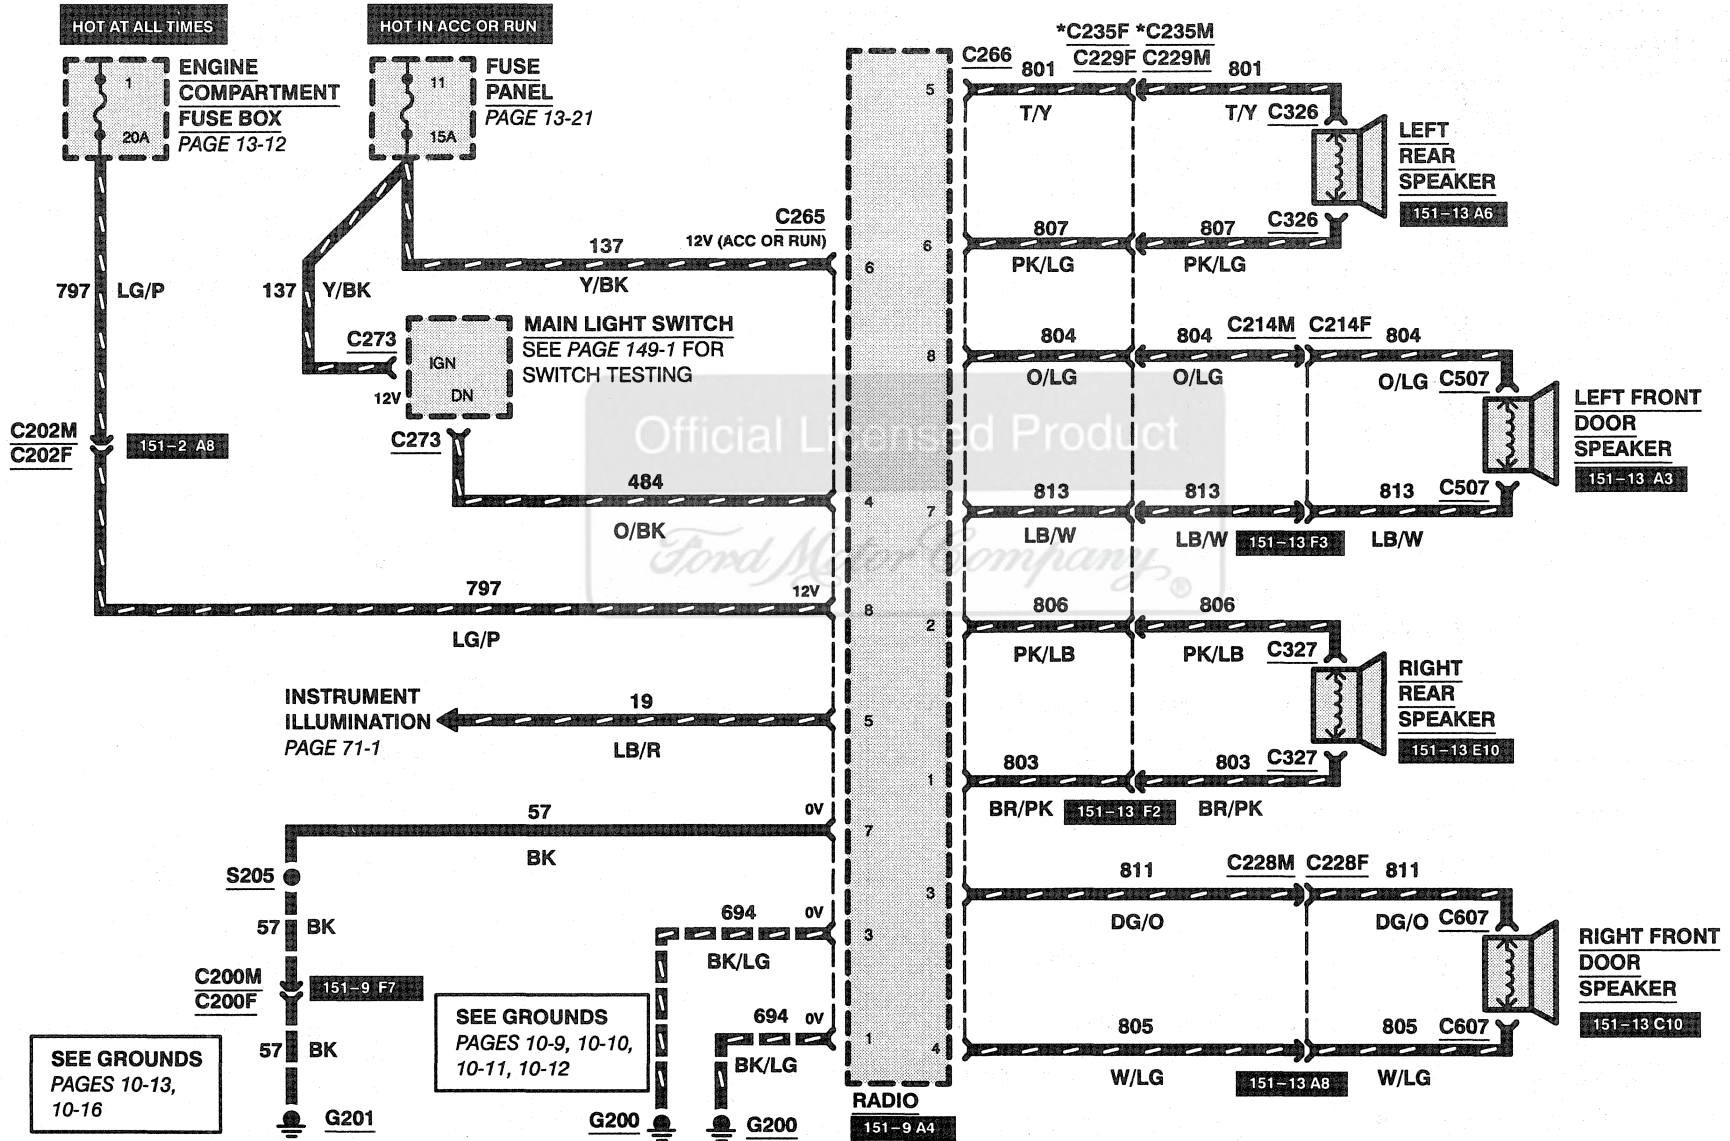 HOT AT ALL TIMES
HOT IN ACC OR RUN
1
20A
ENGINE
COMPARTMENT
FUSE BOX
PAGE 13-12
11
15A
FUSE
PANEL
PAGE 13-21
797
LG/P
137
Y/BK
137
Y/BK
C265
12V (ACC OR RUN)
6
C273
12V
IGN
DN
MAIN LIGHT SWITCH
SEE PAGE 149-1 FOR
SWITCH TESTING
C273
484
O/BK
4
C202M
C202F
151-2 A8
797
LG/P
12V
8
INSTRUMENT
ILLUMINATION
PAGE 71-1
19
LB/R
5
57
BK
0V
7
S205
57
BK
C200M
C200F
151-9 F7
57
BK
G201
SEE GROUNDS
PAGES 10-13,
10-16
694
BK/LG
0V
3
694
BK/LG
0V
1
SEE GROUNDS
PAGES 10-9, 10-10,
10-11, 10-12
G200
G200
RADIO
151-9 A4
*C235F *C235M
C266
C229F C229M
5
801
T/Y
801
T/Y
C326
LEFT
REAR
SPEAKER
151-13 A6
6
807
PK/LG
807
PK/LG
C326
8
804
O/LG
804
O/LG
C214M C214F
804
O/LG
C507
LEFT FRONT
DOOR
SPEAKER
151-13 A3
7
813
LB/W
813
LB/W
151-13 F3
813
LB/W
C507
2
806
PK/LB
806
PK/LB
C327
RIGHT
REAR
SPEAKER
151-13 E10
1
803
BR/PK
151-13 F2
803
BR/PK
C327
3
811
DG/O
C228M C228F
811
DG/O
C607
RIGHT FRONT
DOOR
SPEAKER
151-13 C10
4
805
W/LG
151-13 A8
805
W/LG
C607
Official Licensed Product
Ford Motor Company
®